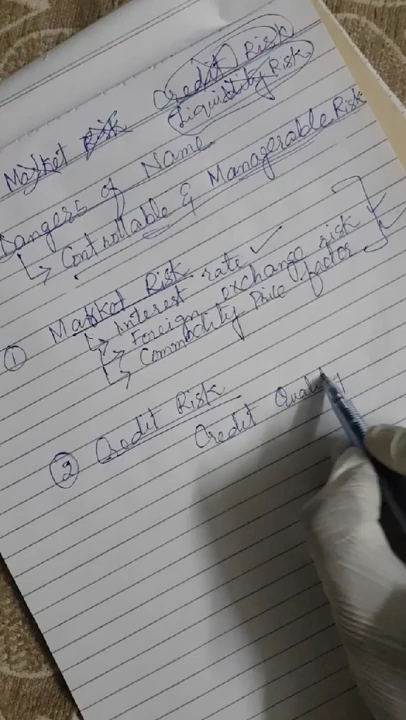 Credit Risk
Market Risk Liquidity Risk
Dangers of Name
Controllable & Managerable Risk
① Market Risk
Interest rate ✓
Foreign exchange risk
Commodity Price factor
② Credit Risk
Credit Quality